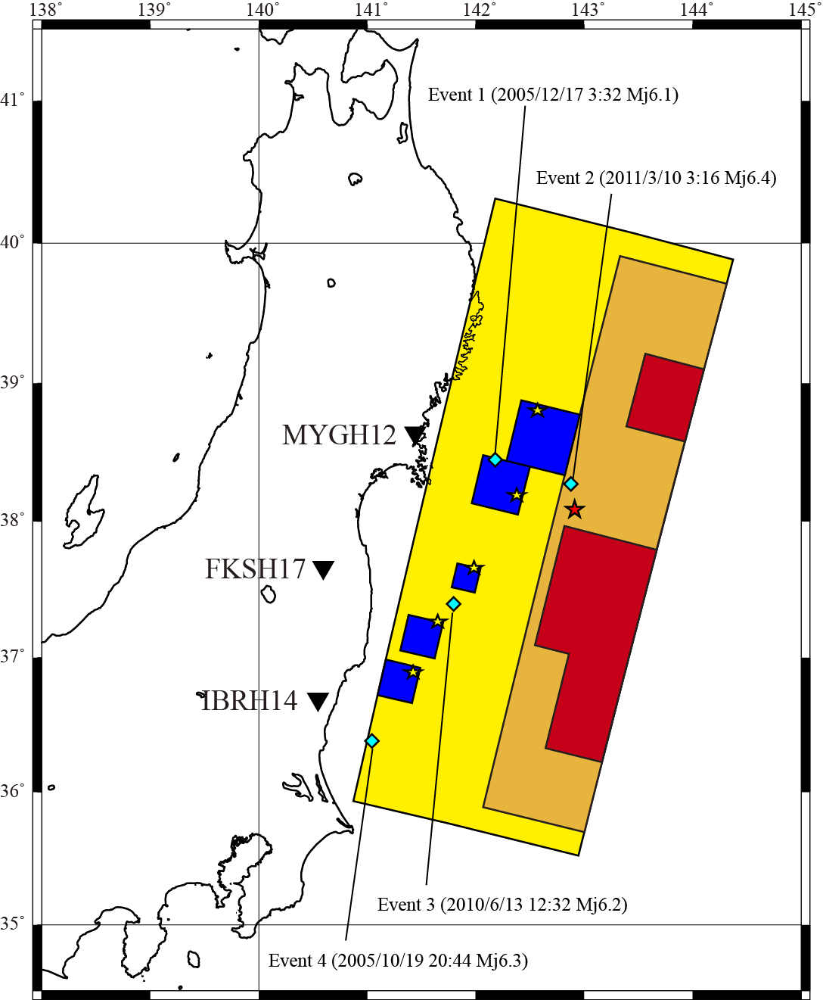 138° 139° 140° 141° 142° 143° 144° 145°
41°
Event 1 (2005/12/17 3:32 Mj6.1)
Event 2 (2011/3/10 3:16 Mj6.4)
40°
39°
MYGH12
38°
FKSH17
37°
IBRH14
36°
Event 3 (2010/6/13 12:32 Mj6.2)
35°
Event 4 (2005/10/19 20:44 Mj6.3)